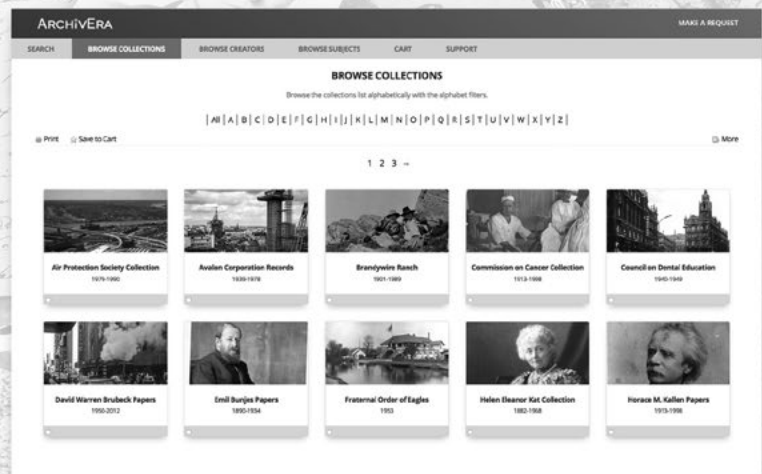 ARCHIVERA
MAKE A REQUEST
SEARCH BROWSE COLLECTIONS BROWSE CREATORS BROWSE SUBJECTS CART SUPPORT
BROWSE COLLECTIONS
Browse the collections list alphabetically with the alphabet filters.
| All | A | B | C | D | E | F | G | H | I | J | K | L | M | N | O | P | Q | R | S | T | U | V | W | X | Y | Z |
Print Save to Cart More
1 2 3
Air Protection Society Collection
1979-1990
Avalon Corporation Records
1939-1978
Brandywire Ranch
1901-1989
Commission on Cancer Collection
1913-1998
Council on Dental Education
1940-1949
David Warren Brubeck Papers
1950-2012
Emil Bunjes Papers
1890-1934
Fraternal Order of Eagles
1953
Helen Eleanor Kat Collection
1882-1968
Horace M. Kallen Papers
1913-1998